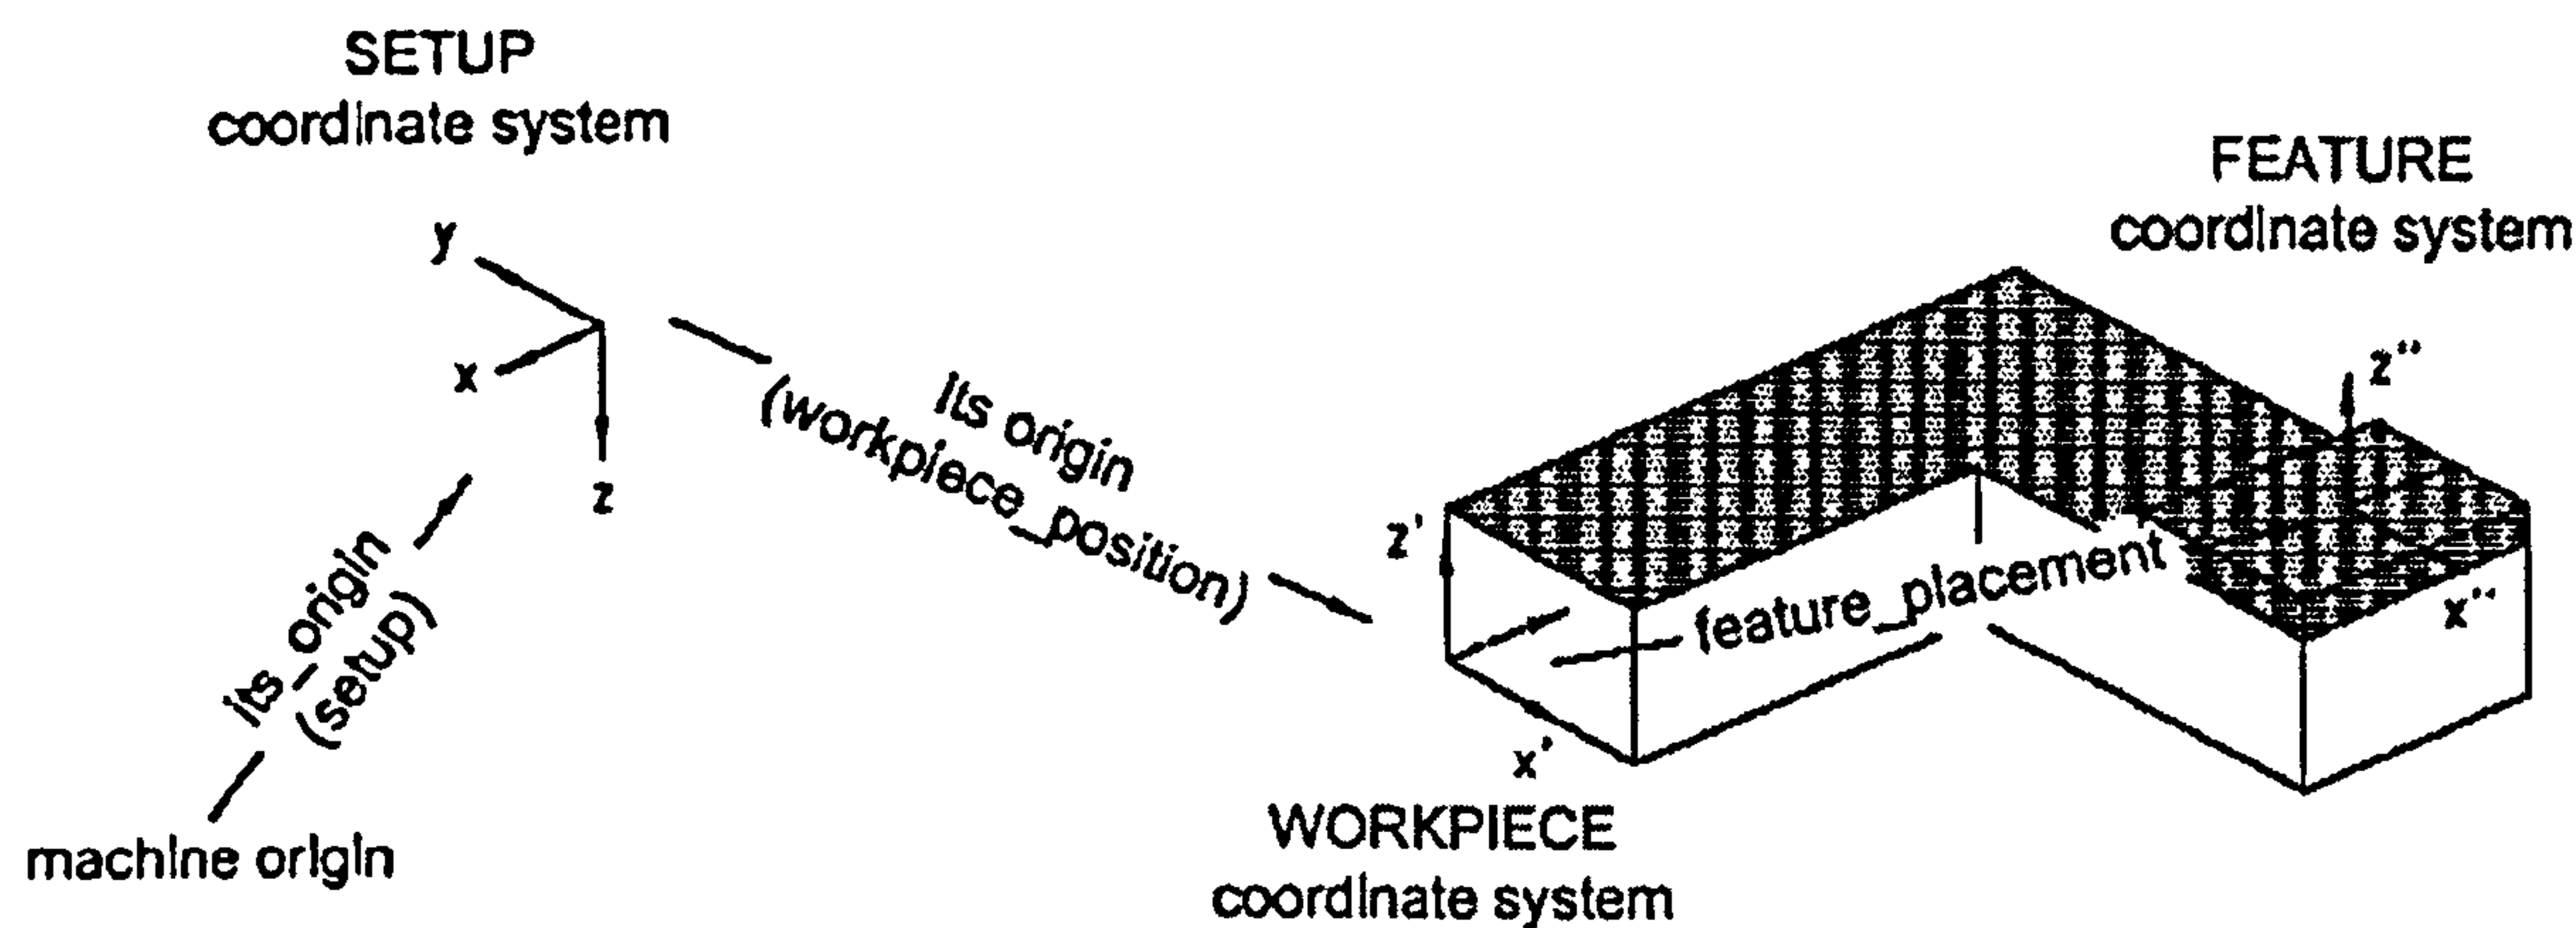 SETUP
coordinate system
y
x
z
its_origin
(setup)
machine origin
its origin
(workpiece_position)
FEATURE
coordinate system
z"
x"
z'
x'
feature_placement
WORKPIECE
coordinate system